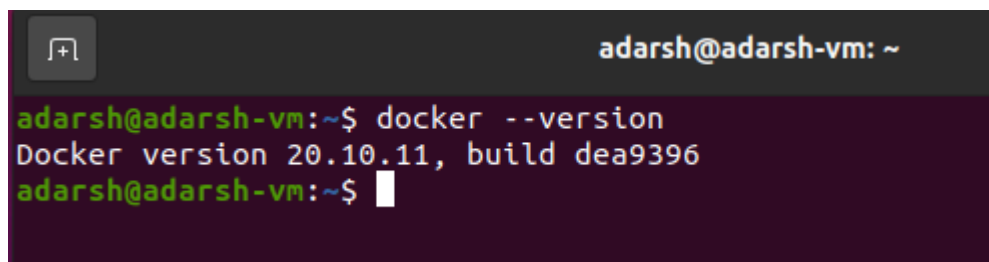 adarsh@adarsh-vm: ~
adarsh@adarsh-vm:~$ docker --version
Docker version 20.10.11, build dea9396
adarsh@adarsh-vm:~$